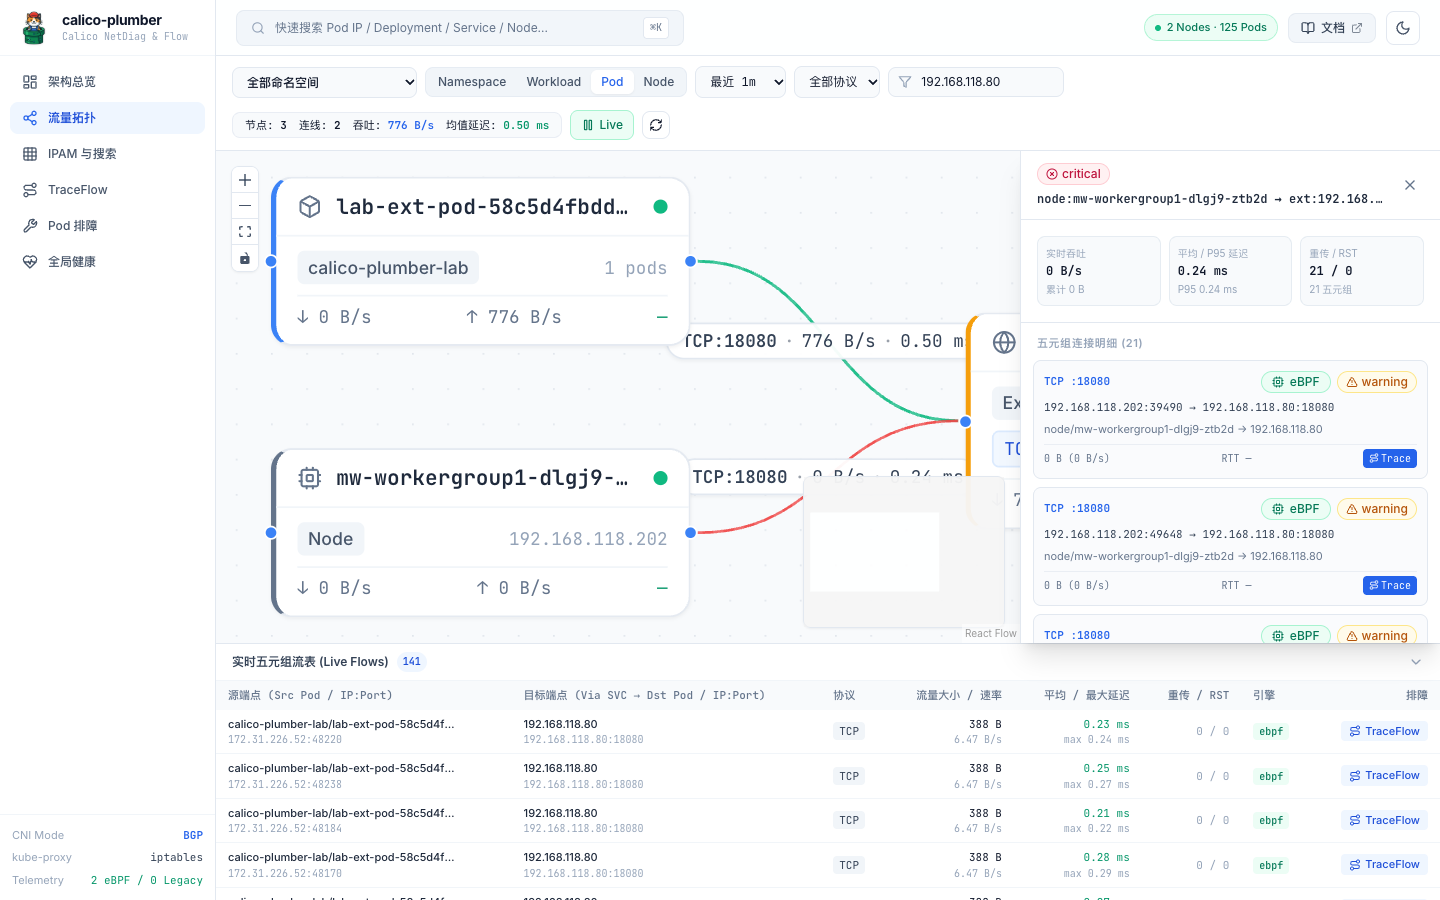 calico-plumber
Calico NetDiag & Flow
快速搜索 Pod IP / Deployment / Service / Node...
⌘K
2 Nodes · 125 Pods
文档
架构总览
流量拓扑
IPAM 与搜索
TraceFlow
Pod 排障
全局健康
CNI Mode BGP
kube-proxy iptables
Telemetry 2 eBPF / 0 Legacy
全部命名空间
Namespace Workload Pod Node
最近 1m
全部协议
192.168.118.80
节点: 3 连线: 2 吞吐: 776 B/s 均值延迟: 0.50 ms
Live
lab-ext-pod-58c5d4fbdd…
calico-plumber-lab 1 pods
↓ 0 B/s ↑ 776 B/s —
TCP:18080 · 776 B/s · 0.50 m
mw-workergroup1-dlgj9-…
Node 192.168.118.202
↓ 0 B/s ↑ 0 B/s —
TCP:18080 · 0 B/s · 0.24 ms
Ex
TC
7
React Flow
critical
node:mw-workergroup1-dlgj9-ztb2d → ext:192.168.…
实时吞吐
0 B/s
累计 0 B
平均 / P95 延迟
0.24 ms
P95 0.24 ms
重传 / RST
21 / 0
21 五元组
五元组连接明细 (21)
TCP :18080 eBPF warning
192.168.118.202:39490 → 192.168.118.80:18080
node/mw-workergroup1-dlgj9-ztb2d → 192.168.118.80
0 B (0 B/s) RTT — Trace
TCP :18080 eBPF warning
192.168.118.202:49648 → 192.168.118.80:18080
node/mw-workergroup1-dlgj9-ztb2d → 192.168.118.80
0 B (0 B/s) RTT — Trace
TCP :18080 eBPF warning
实时五元组流表 (Live Flows) 141
源端点 (Src Pod / IP:Port) 目标端点 (Via SVC → Dst Pod / IP:Port) 协议 流量大小 / 速率 平均 / 最大延迟 重传 / RST 引擎 排障
calico-plumber-lab/lab-ext-pod-58c5d4f… 192.168.118.80 TCP 388 B 0.23 ms 0 / 0 ebpf TraceFlow
172.31.226.52:48220 192.168.118.80:18080 6.47 B/s max 0.24 ms
calico-plumber-lab/lab-ext-pod-58c5d4f… 192.168.118.80 TCP 388 B 0.25 ms 0 / 0 ebpf TraceFlow
172.31.226.52:48238 192.168.118.80:18080 6.47 B/s max 0.27 ms
calico-plumber-lab/lab-ext-pod-58c5d4f… 192.168.118.80 TCP 388 B 0.21 ms 0 / 0 ebpf TraceFlow
172.31.226.52:48184 192.168.118.80:18080 6.47 B/s max 0.22 ms
calico-plumber-lab/lab-ext-pod-58c5d4f… 192.168.118.80 TCP 388 B 0.28 ms 0 / 0 ebpf TraceFlow
172.31.226.52:48170 192.168.118.80:18080 6.47 B/s max 0.29 ms